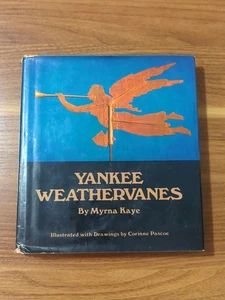 YANKEE
WEATHERVANES
By Myrna Kaye
Illustrated with Drawings by Corinne Pascoe